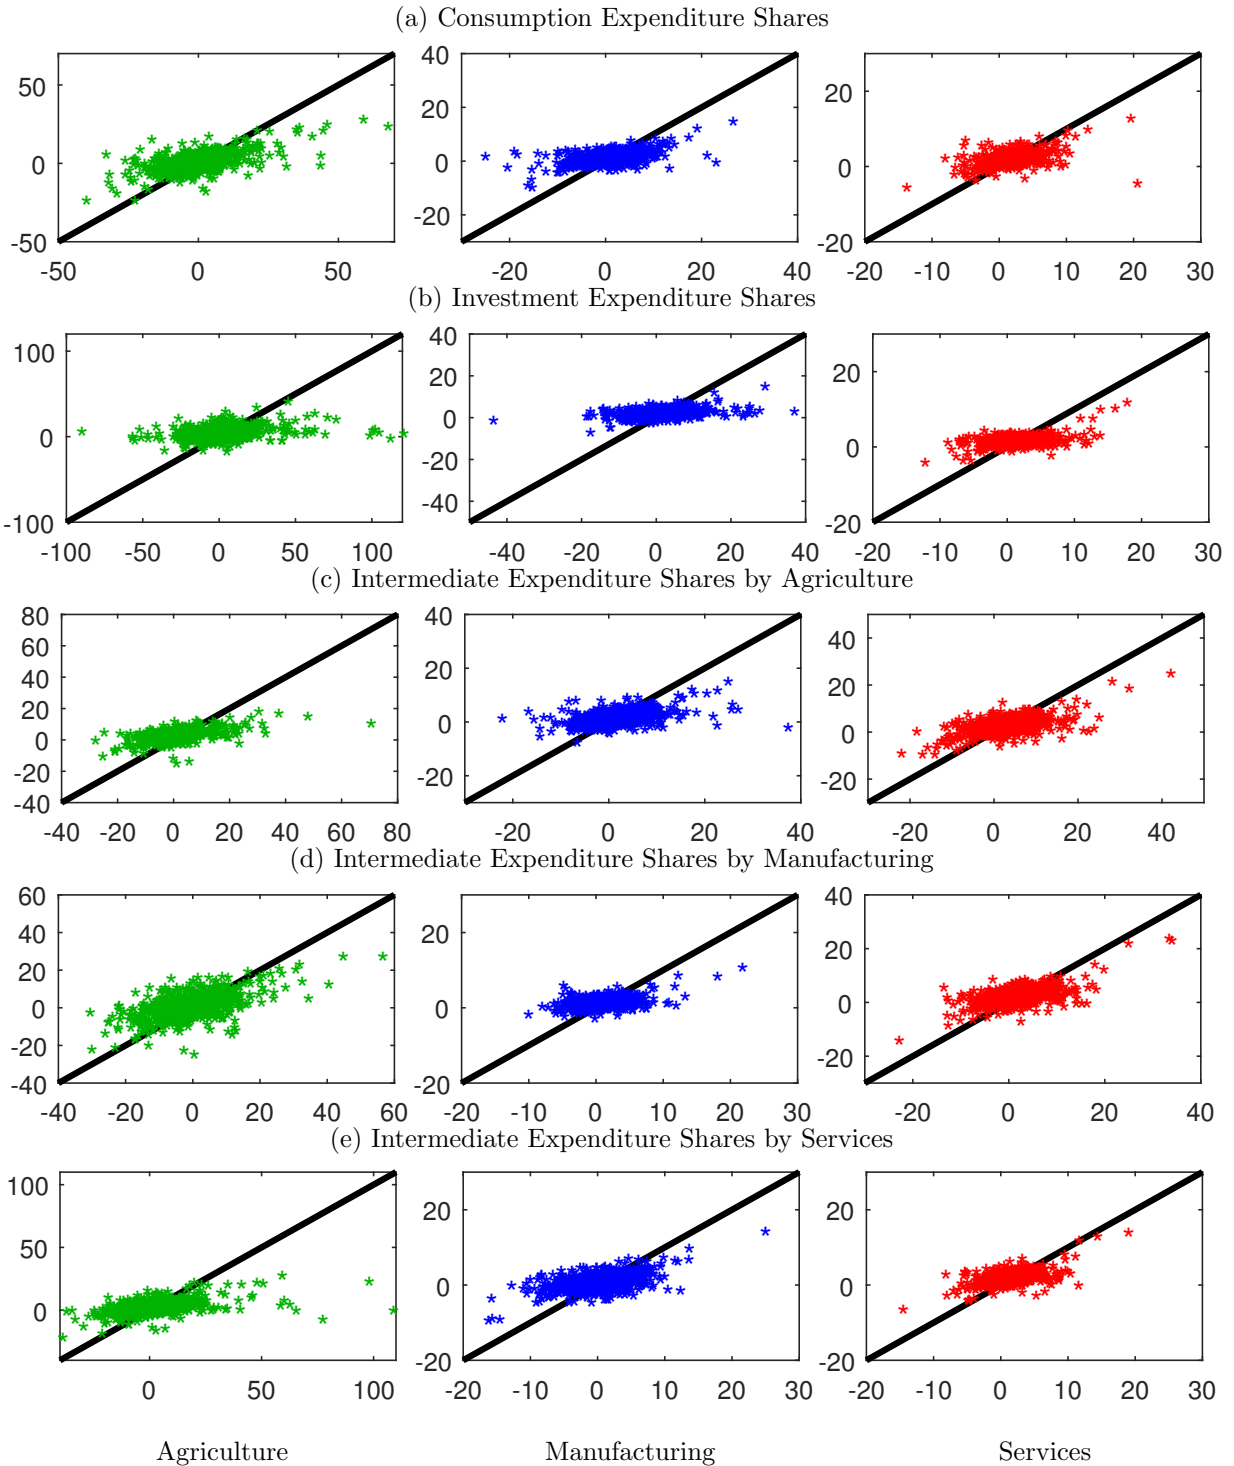 (a) Consumption Expenditure Shares
50
0
-50
-50 0 50
40
20
0
-20
-20 0 20 40
20
0
-20
-20 -10 0 10 20 30
(b) Investment Expenditure Shares
100
0
-100
-100 -50 0 50 100
40
20
0
-20
-40
-40 -20 0 20 40
20
0
-20
-20 -10 0 10 20 30
(c) Intermediate Expenditure Shares by Agriculture
80
60
40
20
0
-20
-40
-40 -20 0 20 40 60 80
40
20
0
-20
-20 0 20 40
40
20
0
-20
-20 0 20 40
(d) Intermediate Expenditure Shares by Manufacturing
60
40
20
0
-20
-40
-40 -20 0 20 40 60
20
0
-20
-20 -10 0 10 20 30
40
20
0
-20
-20 0 20 40
(e) Intermediate Expenditure Shares by Services
100
50
0
0 50 100
20
0
-20
-20 -10 0 10 20 30
20
0
-20
-20 -10 0 10 20 30
Agriculture Manufacturing Services